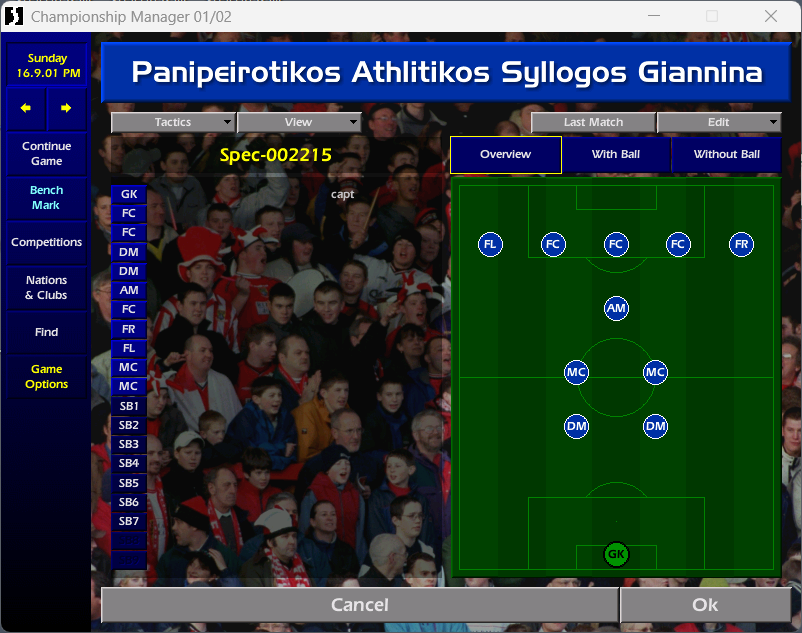 Championship Manager 01/02
Sunday
16.9.01 PM
Continue
Game
Bench
Mark
Competitions
Nations
& Clubs
Find
Game
Options
Panipeirotikos Athlitikos Syllogos Giannina
Tactics View Last Match Edit
Spec-002215
Overview With Ball Without Ball
GK capt
FC
FC
DM
DM
AM
FC
FR
FL
MC
MC
SB1
SB2
SB3
SB4
SB5
SB6
SB7
FL FC FC FC FR
AM
MC MC
DM DM
GK
Cancel Ok